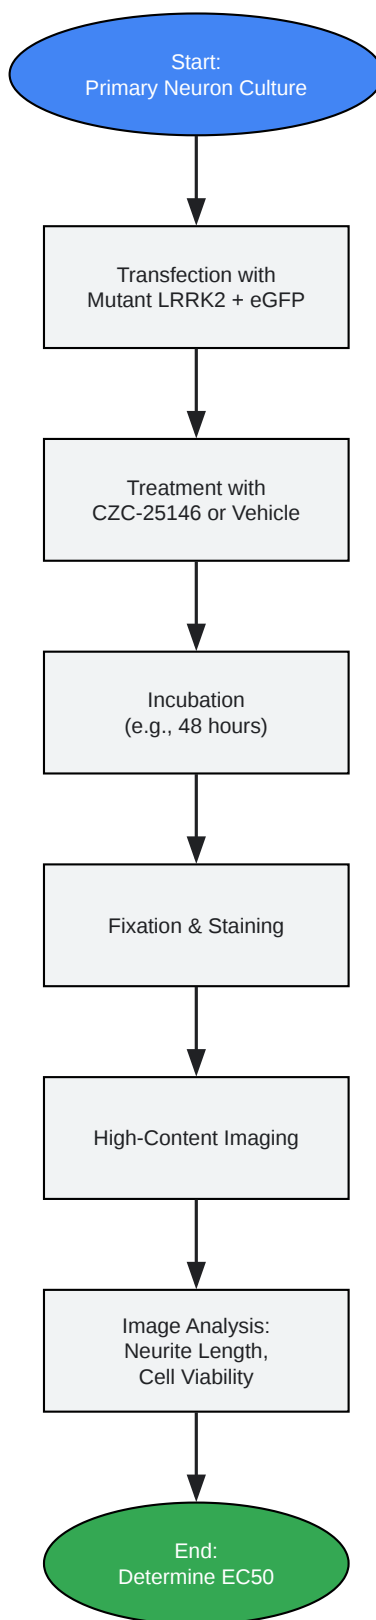 Start:
Primary Neuron Culture
Transfection with
Mutant LRRK2 + eGFP
Treatment with
CZC-25146 or Vehicle
Incubation
(e.g., 48 hours)
Fixation & Staining
High-Content Imaging
Image Analysis:
Neurite Length,
Cell Viability
End:
Determine EC50